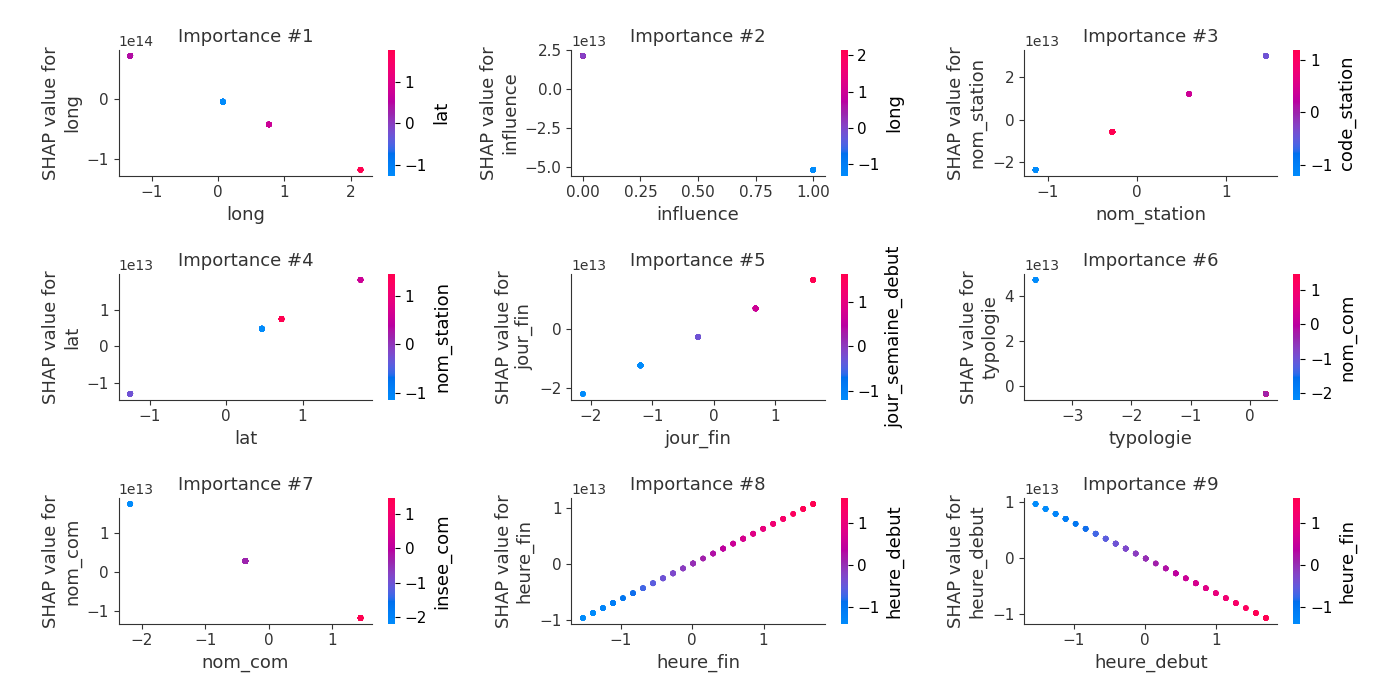 Importance #1
1e14
SHAP value for
long
0
−1
−1
0
1
2
long
1
0
−1
lat
Importance #2
1e13
SHAP value for
influence
2.5
0.0
−2.5
−5.0
0.00
0.25
0.50
0.75
1.00
influence
2
1
0
−1
long
Importance #3
1e13
SHAP value for
nom_station
2
0
−2
−1
0
1
nom_station
1
0
−1
code_station
Importance #4
1e13
SHAP value for
lat
1
0
−1
−1
0
1
lat
1
0
−1
nom_station
Importance #5
1e13
SHAP value for
jour_fin
0
−2
−2
−1
0
1
jour_fin
1
0
−1
jour_semaine_debut
Importance #6
1e13
SHAP value for
typologie
4
2
0
−3
−2
−1
0
typologie
1
0
−1
−2
nom_com
Importance #7
1e13
SHAP value for
nom_com
1
0
−1
−2
−1
0
1
nom_com
1
0
−1
−2
insee_com
Importance #8
1e13
SHAP value for
heure_fin
1
0
−1
−1
0
1
heure_fin
1
0
−1
heure_debut
Importance #9
1e13
SHAP value for
heure_debut
1
0
−1
−1
0
1
heure_debut
1
0
−1
heure_fin